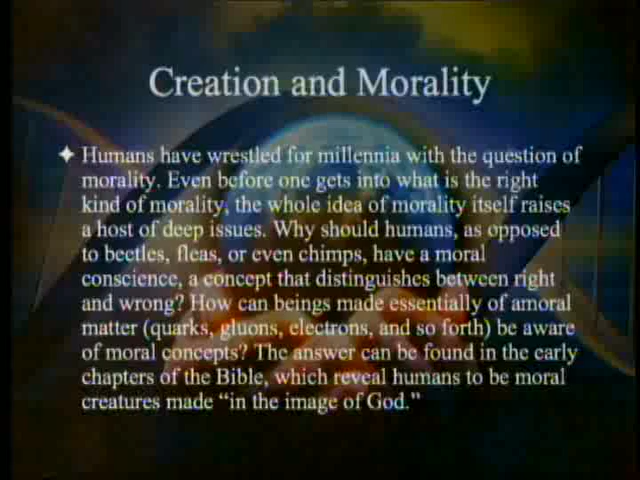 Creation and Morality
Humans have wrestled for millennia with the question of
morality. Even before one gets into what is the right
kind of morality, the whole idea of morality itself raises
a host of deep issues. Why should humans, as opposed
to beetles, fleas, or even chimps, have a moral
conscience, a concept that distinguishes between right
and wrong? How can beings made essentially of amoral
matter (quarks, gluons, electrons, and so forth) be aware
of moral concepts? The answer can be found in the early
chapters of the Bible, which reveal humans to be moral
creatures made “in the image of God.”